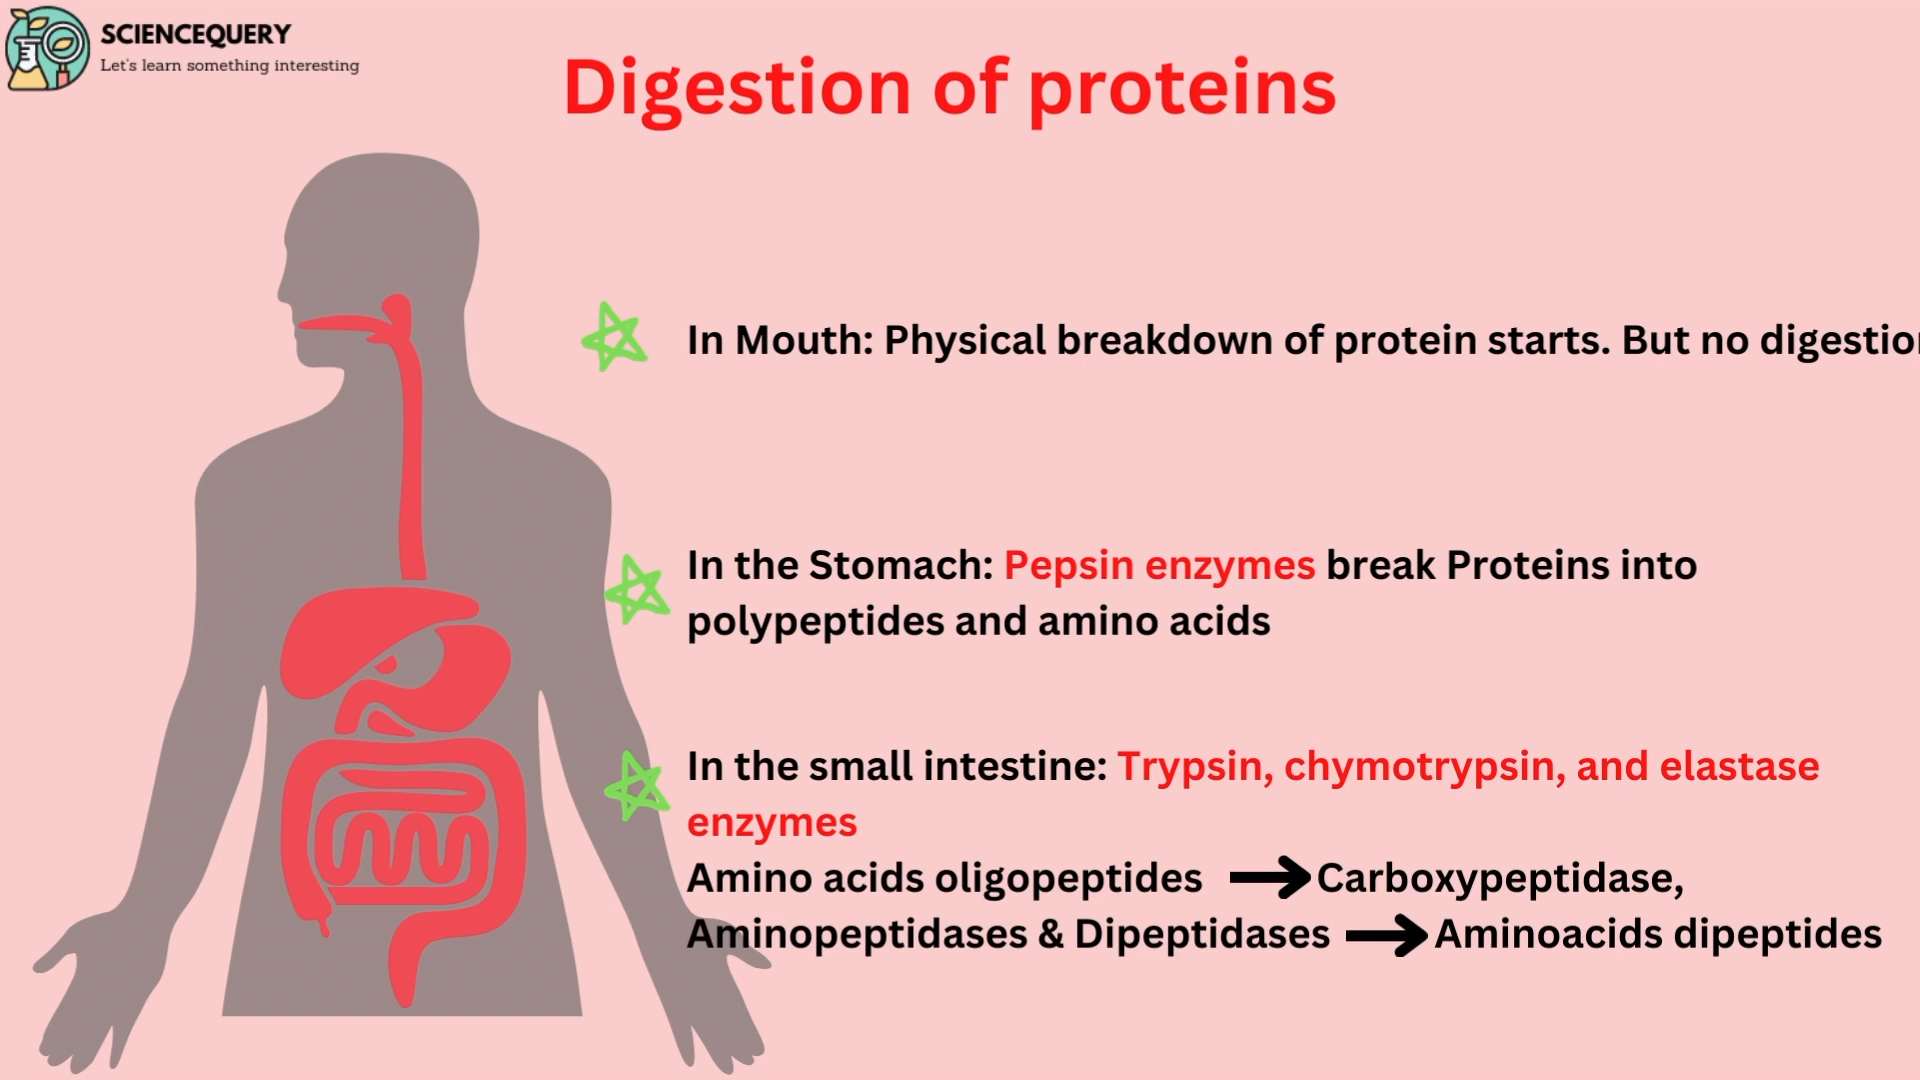 SCIENCEQUERY
Let's learn something interesting
Digestion of proteins
In Mouth: Physical breakdown of protein starts. But no digestion
In the Stomach: Pepsin enzymes break Proteins into
polypeptides and amino acids
In the small intestine: Trypsin, chymotrypsin, and elastase
enzymes
Amino acids oligopeptides → Carboxypeptidase,
Aminopeptidases & Dipeptidases → Aminoacids dipeptides